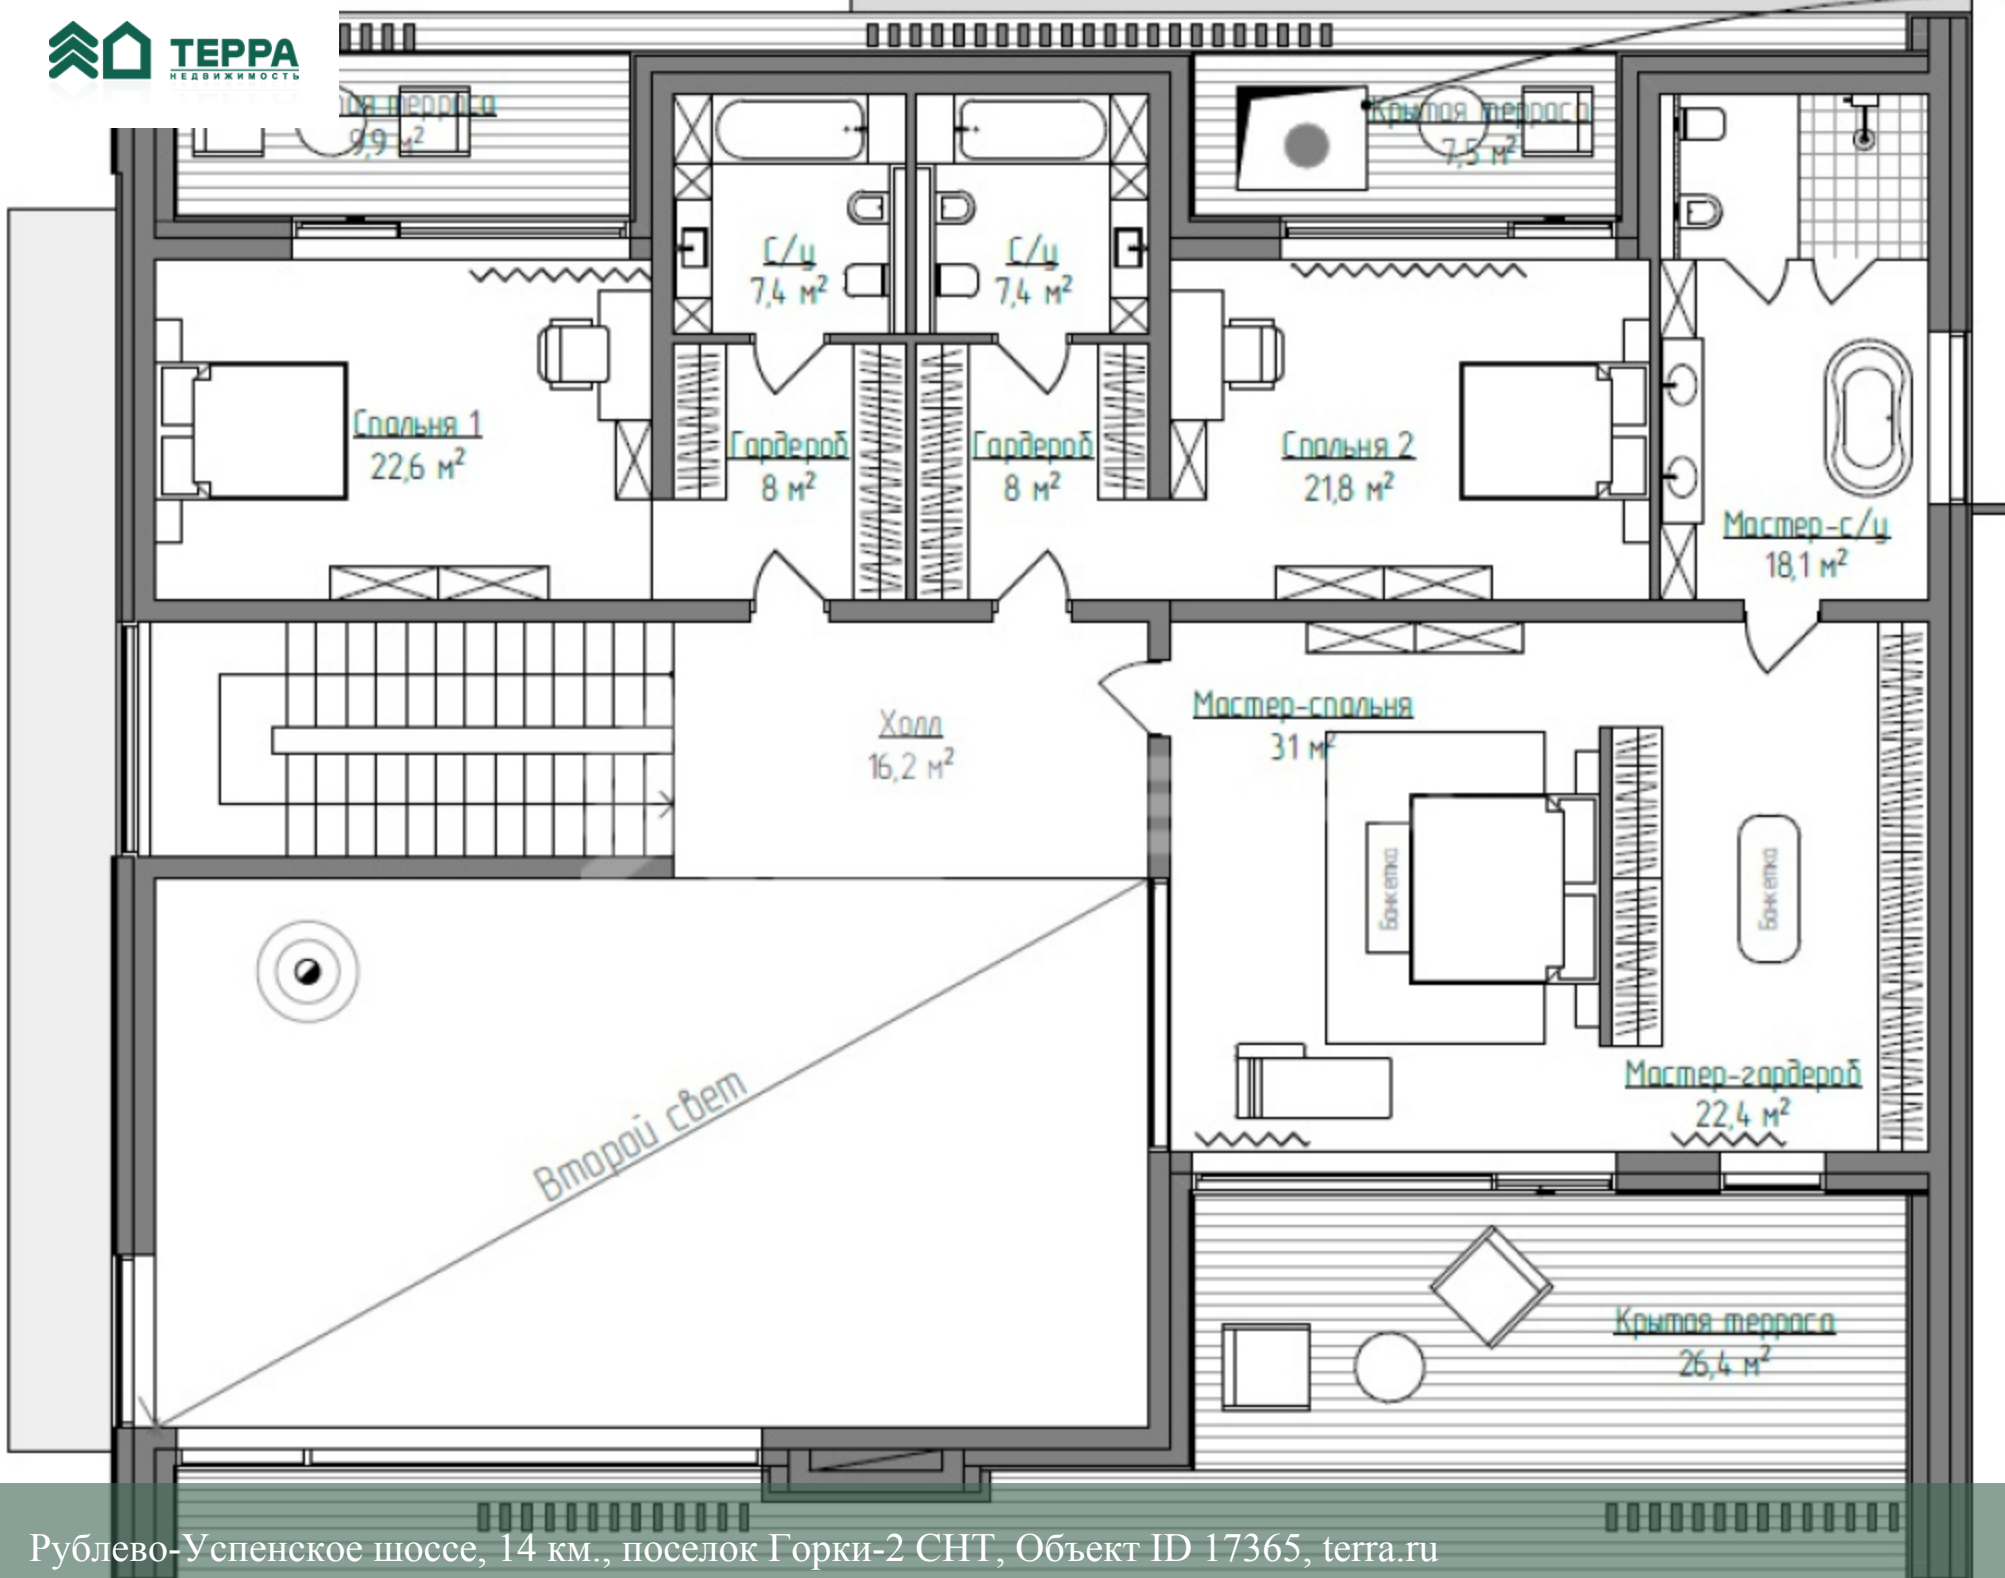 ТЕРРА
НЕДВИЖИМОСТЬ
терраса
9,9 м²
Крытая терраса
7,5 м²
С/у
7,4 м²
С/у
7,4 м²
Спальня 1
22,6 м²
Гардероб
8 м²
Гардероб
8 м²
Спальня 2
21,8 м²
Мастер-с/у
18,1 м²
Холл
16,2 м²
Мастер-спальня
31 м²
Банкетка
Банкетка
Мастер-гардероб
22,4 м²
Второй свет
Крытая терраса
26,4 м²
Рублево-Успенское шоссе, 14 км., поселок Горки-2 СНТ, Объект ID 17365, terra.ru